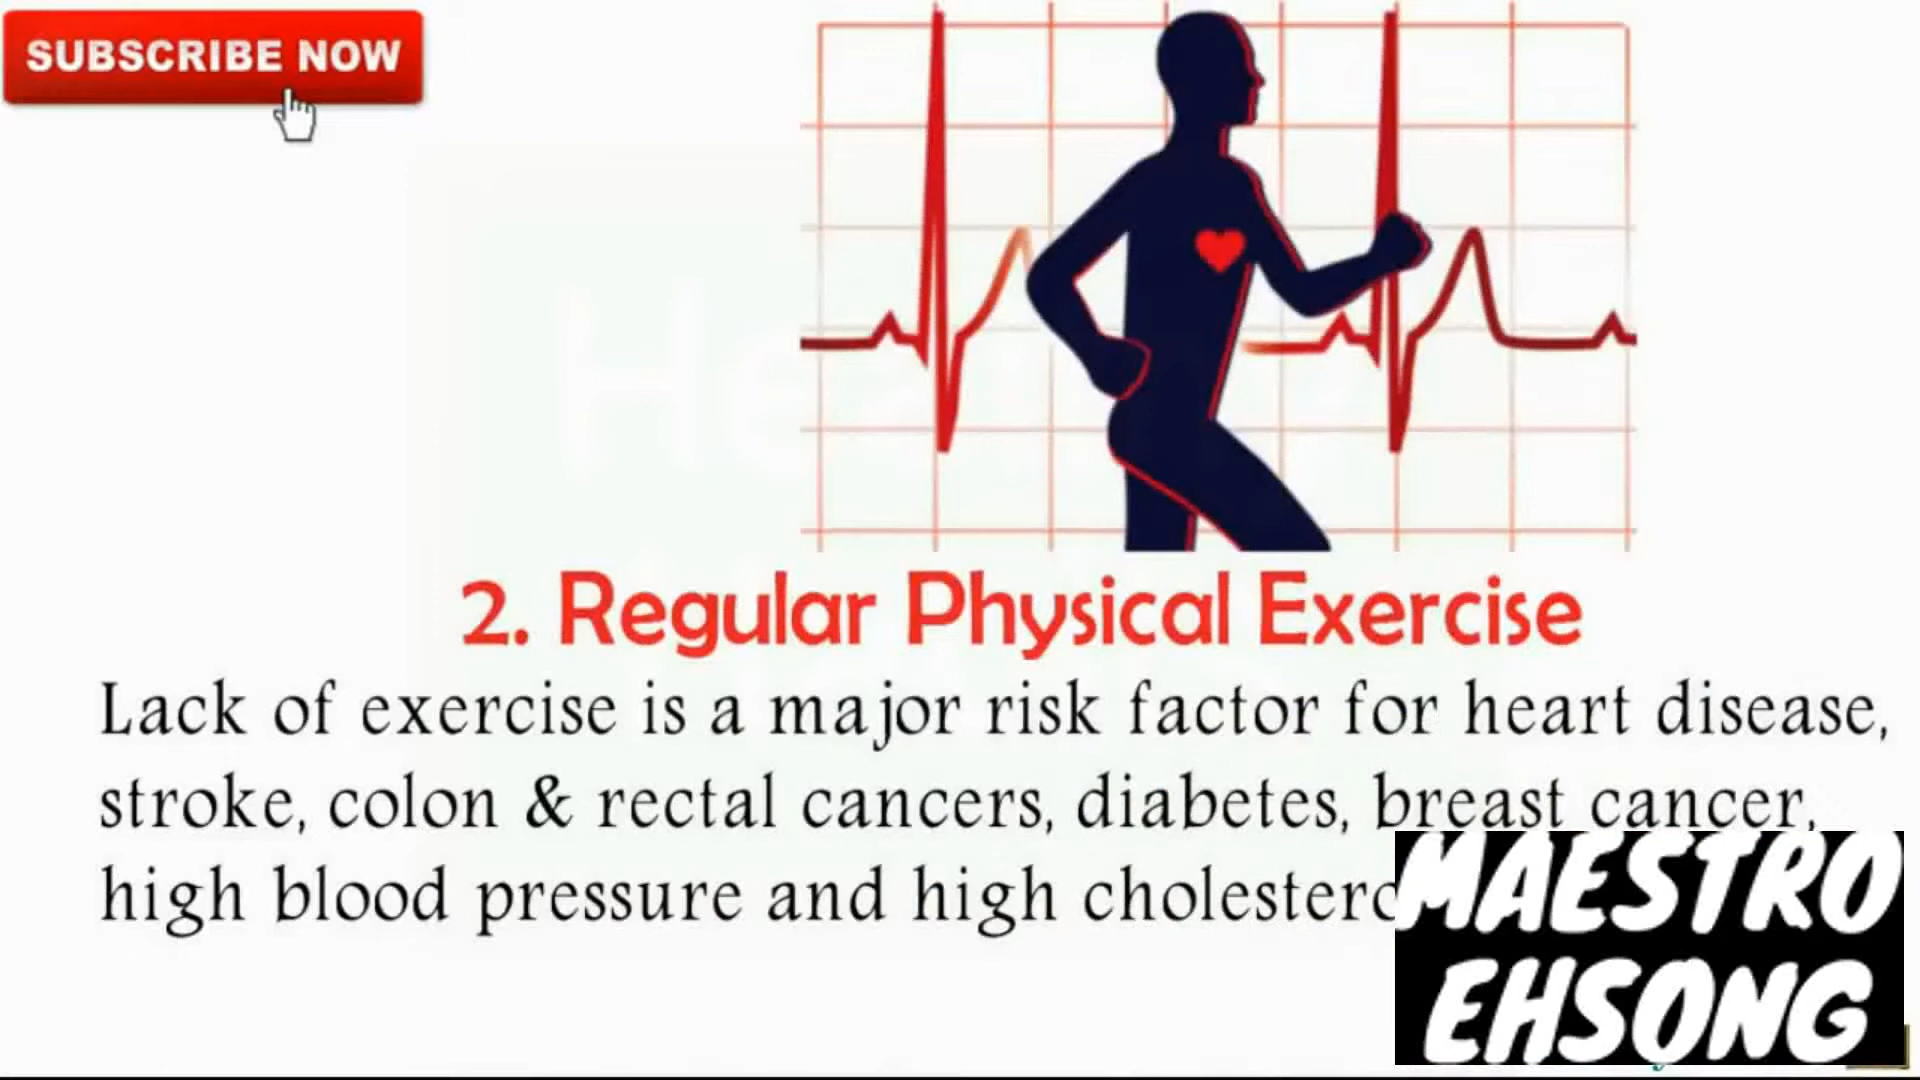 SUBSCRIBE NOW
2. Regular Physical Exercise
Lack of exercise is a major risk factor for heart disease,
stroke, colon & rectal cancers, diabetes, breast cancer,
high blood pressure and high
MAESTRO
EHSONG